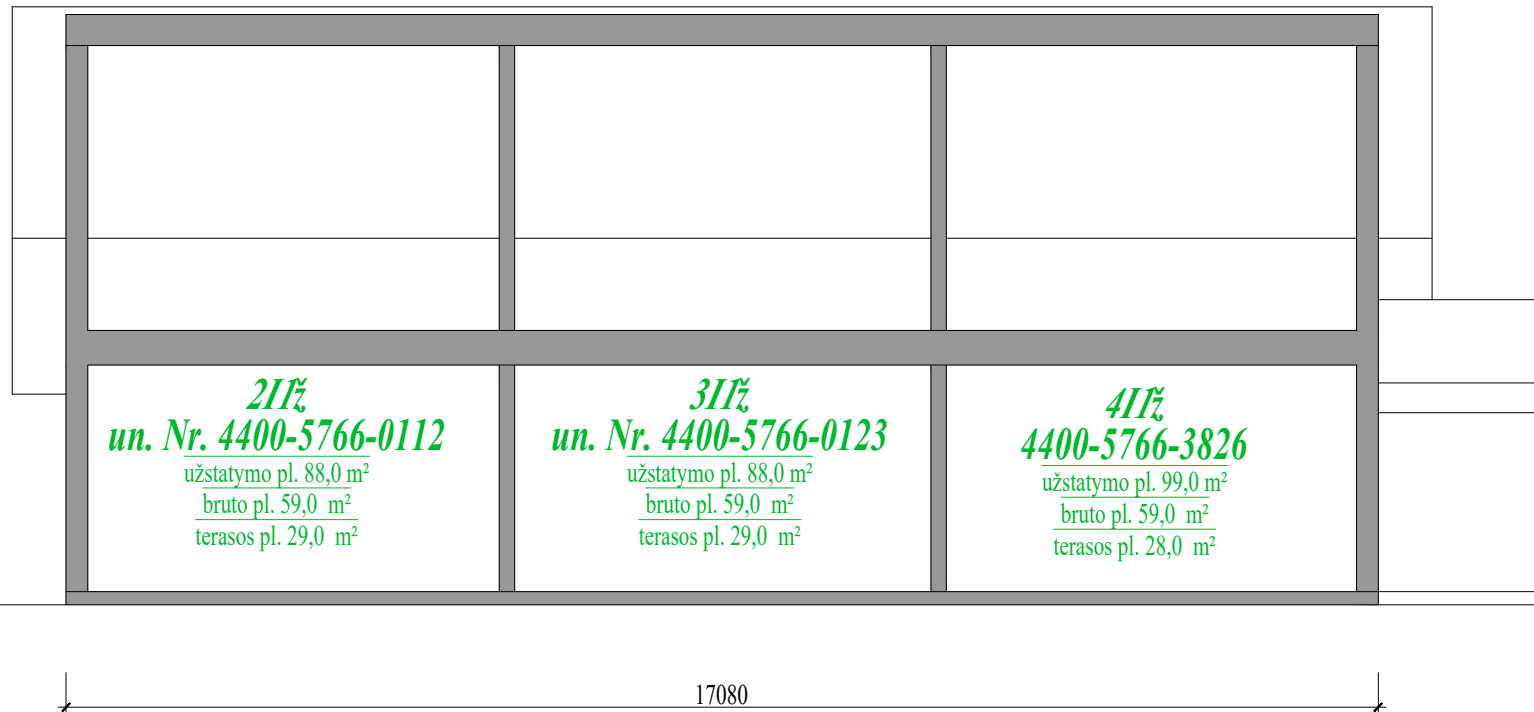 2I1ž
un. Nr. 4400-5766-0112
užstatymo pl. 88,0 m²
bruto pl. 59,0 m²
terasos pl. 29,0 m²
3I1ž
un. Nr. 4400-5766-0123
užstatymo pl. 88,0 m²
bruto pl. 59,0 m²
terasos pl. 29,0 m²
4I1ž
4400-5766-3826
užstatymo pl. 99,0 m²
bruto pl. 59,0 m²
terasos pl. 28,0 m²
17080